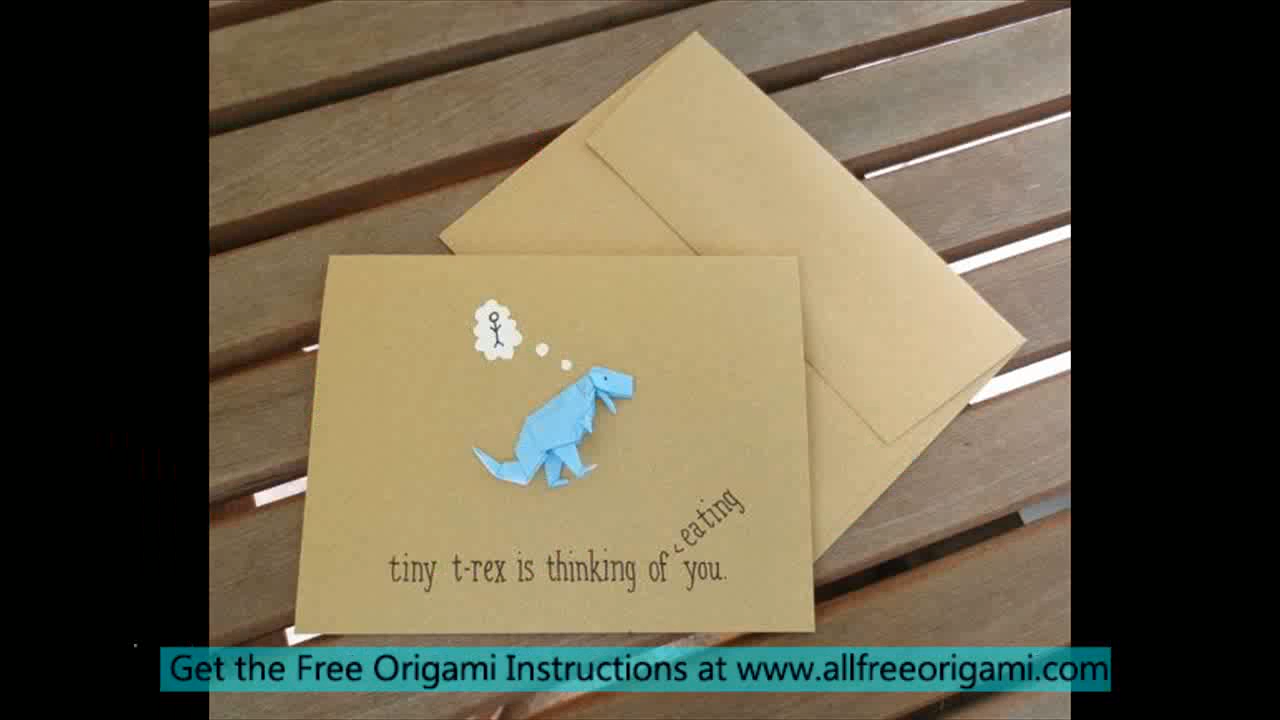 eating
tiny t-rex is thinking of you.
Get the Free Origami Instructions at www.allfreeorigami.com